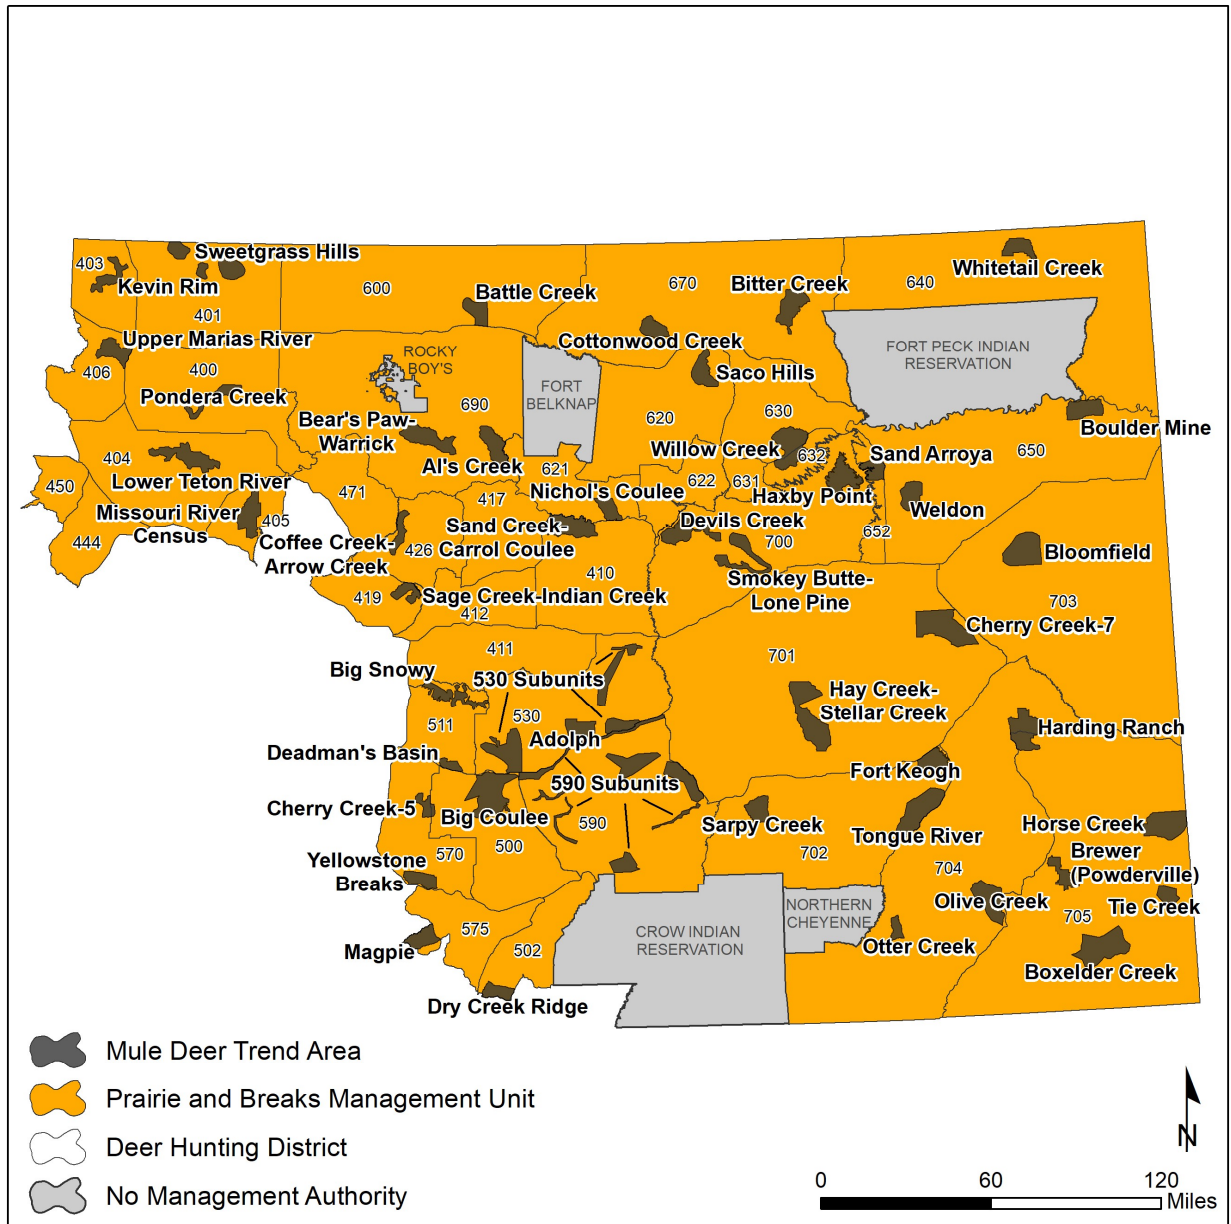 Sweetgrass Hills
403
Kevin Rim
401
600
Battle Creek
670
Bitter Creek
640
Whitetail Creek
Upper Marias River
406
400
Pondera Creek
ROCKY
BOY'S
FORT
BELKNAP
Cottonwood Creek
Saco Hills
FORT PECK INDIAN
RESERVATION
Bear's Paw-
Warrick
690
620
630
Boulder Mine
404
Al's Creek
621
Willow Creek
632
Sand Arroya
650
450
Lower Teton River
471
417
Nichol's Coulee
622
631
Haxby Point
Weldon
444
Missouri River
Census
405
Coffee Creek-
Arrow Creek
426
Sand Creek-
Carrol Coulee
Devils Creek
700
652
Bloomfield
410
Smokey Butte-
Lone Pine
419
Sage Creek-Indian Creek
412
703
Cherry Creek-7
411
701
Big Snowy
530 Subunits
Hay Creek-
Stellar Creek
511
530
Adolph
Harding Ranch
Deadman's Basin
590 Subunits
Fort Keogh
Cherry Creek-5
Big Coulee
590
Sarpy Creek
Tongue River
Horse Creek
570
500
702
704
Brewer
(Powderville)
Yellowstone
Breaks
NORTHERN
CHEYENNE
Olive Creek
705
Tie Creek
575
502
CROW INDIAN
RESERVATION
Otter Creek
Magpie
Boxelder Creek
Dry Creek Ridge
Mule Deer Trend Area
Prairie and Breaks Management Unit
Deer Hunting District
No Management Authority
N
0
60
120
Miles